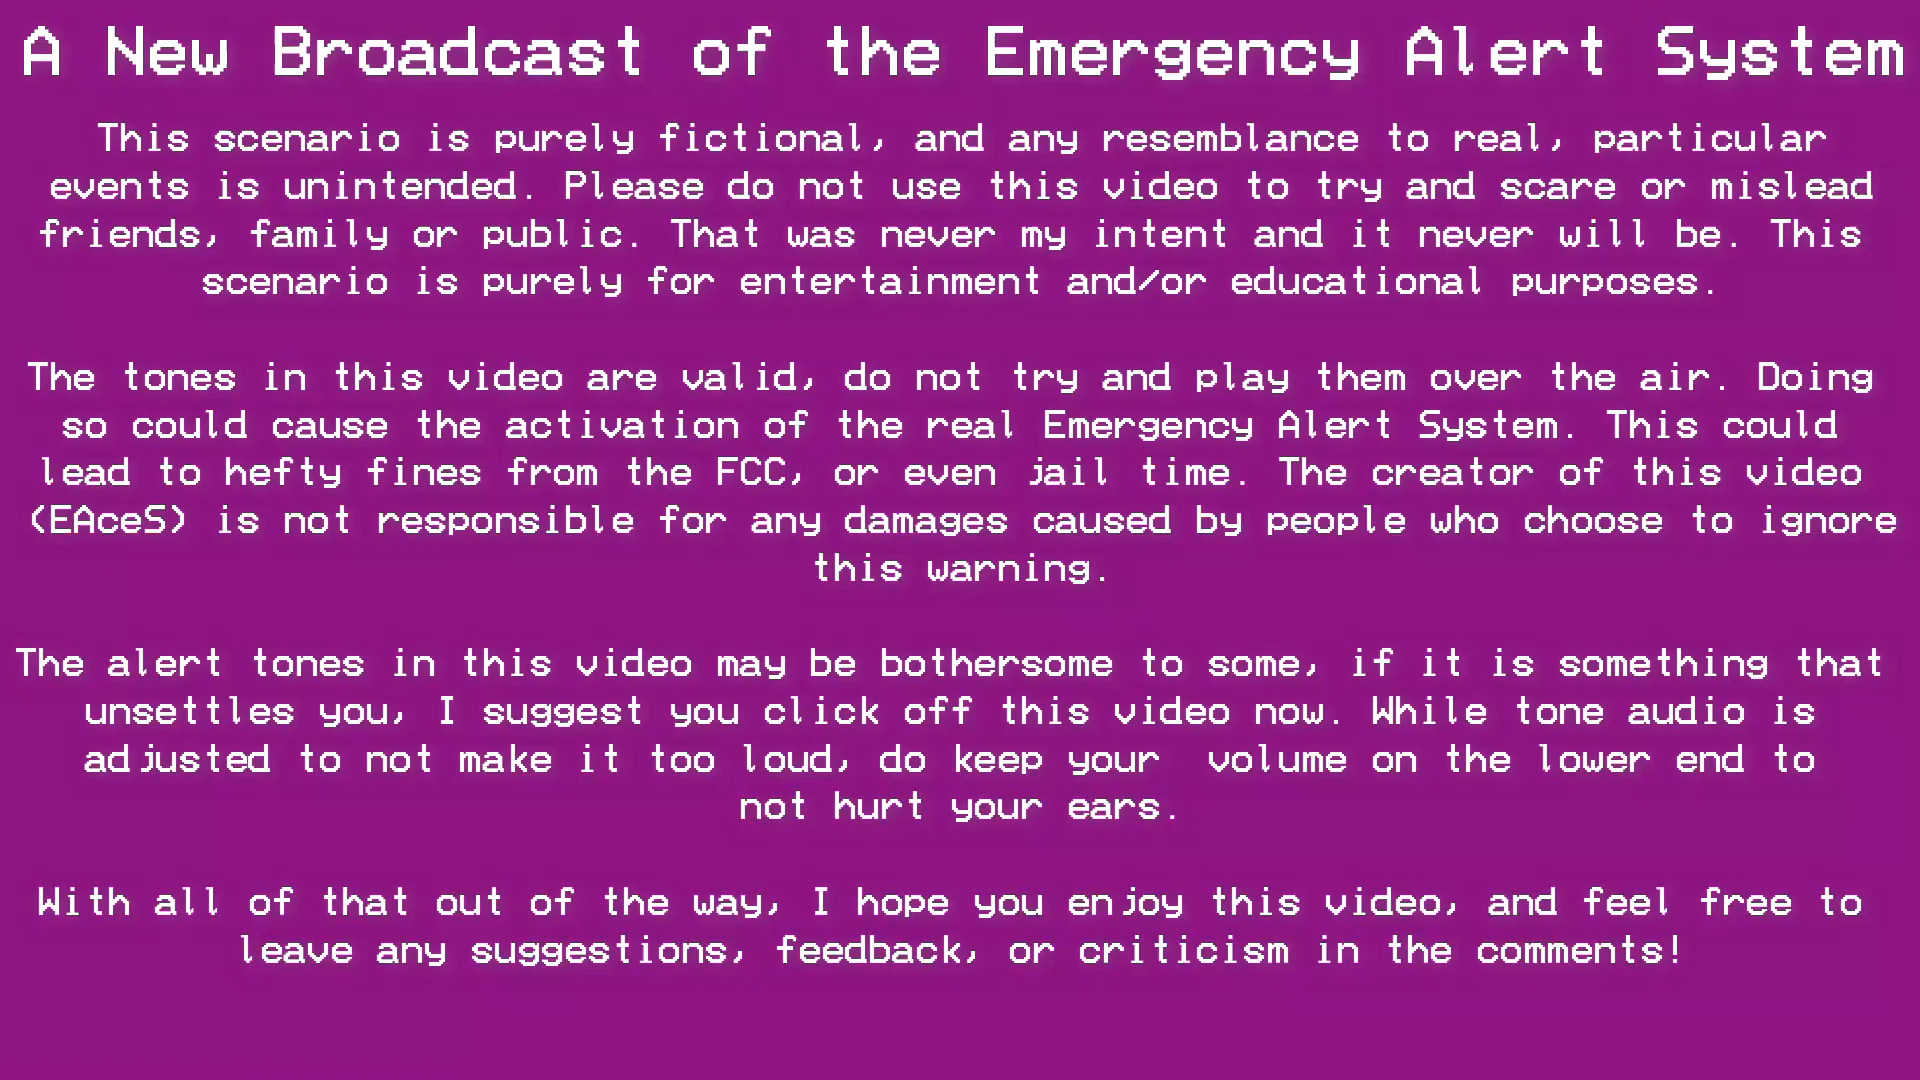 A New Broadcast of the Emergency Alert System
This scenario is purely fictional, and any resemblance to real, particular
events is unintended. Please do not use this video to try and scare or mislead
friends, family or public. That was never my intent and it never will be. This
scenario is purely for entertainment and/or educational purposes.
The tones in this video are valid, do not try and play them over the air. Doing
so could cause the activation of the real Emergency Alert System. This could
lead to hefty fines from the FCC, or even jail time. The creator of this video
(EAceS) is not responsible for any damages caused by people who choose to ignore
this warning.
The alert tones in this video may be bothersome to some, if it is something that
unsettles you, I suggest you click off this video now. While tone audio is
adjusted to not make it too loud, do keep your  volume on the lower end to
not hurt your ears.
With all of that out of the way, I hope you enjoy this video, and feel free to
leave any suggestions, feedback, or criticism in the comments!